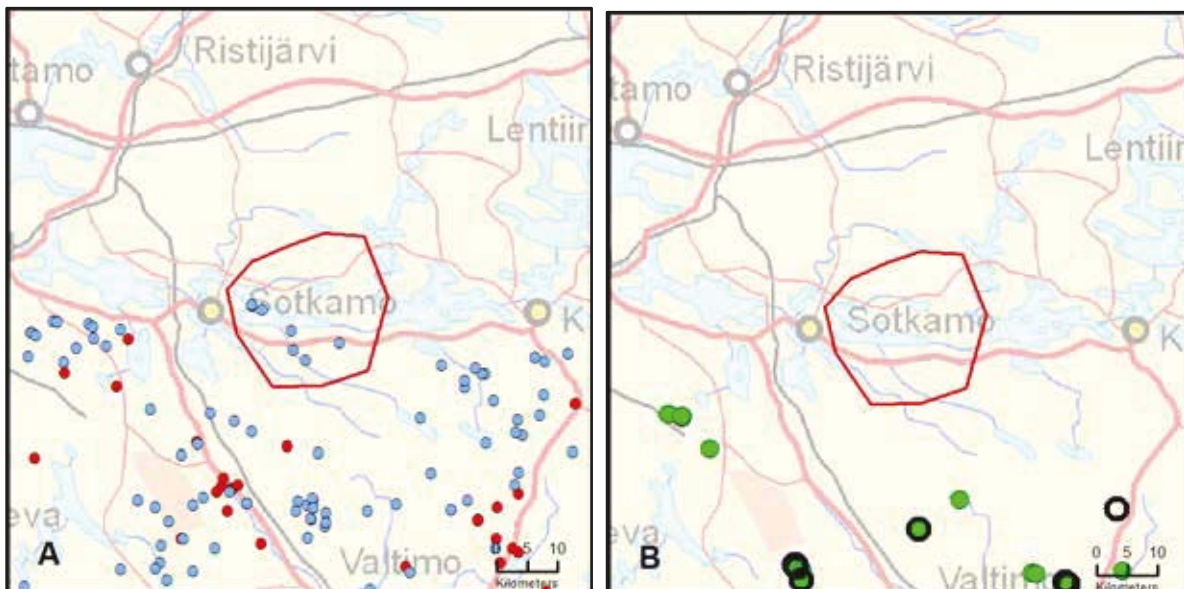 Ristijärvi
tamo
Lentiir
Sotkamo
K
eva
A
Valtimo
0 5 10
Kilometers
Ristijärvi
tamo
Lentiir
Sotkamo
K
eva
B
Valtimo
0 5 10
Kilometers